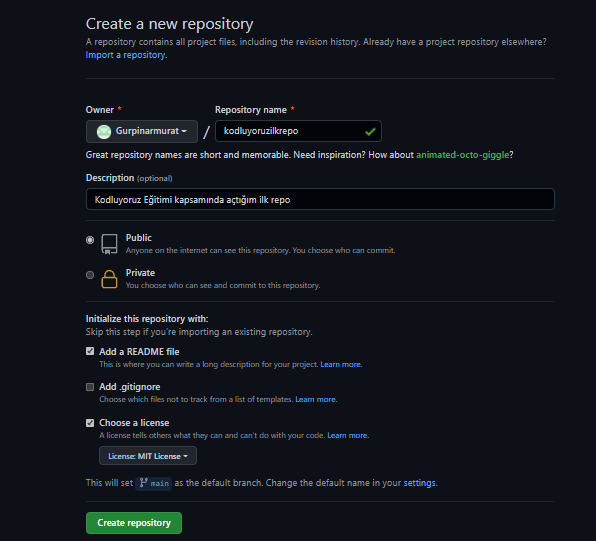 Create a new repository
A repository contains all project files, including the revision history. Already have a project repository elsewhere?
Import a repository.
Owner * Repository name *
Gurpinarmurat / kodluyoruzilkrepo
Great repository names are short and memorable. Need inspiration? How about animated-octo-giggle?
Description (optional)
Kodluyoruz Eğitimi kapsamında açtığım ilk repo
Public
Anyone on the internet can see this repository. You choose who can commit.
Private
You choose who can see and commit to this repository.
Initialize this repository with:
Skip this step if you're importing an existing repository.
Add a README file
This is where you can write a long description for your project. Learn more.
Add .gitignore
Choose which files not to track from a list of templates. Learn more.
Choose a license
A license tells others what they can and can't do with your code. Learn more.
License: MIT License
This will set main as the default branch. Change the default name in your settings.
Create repository